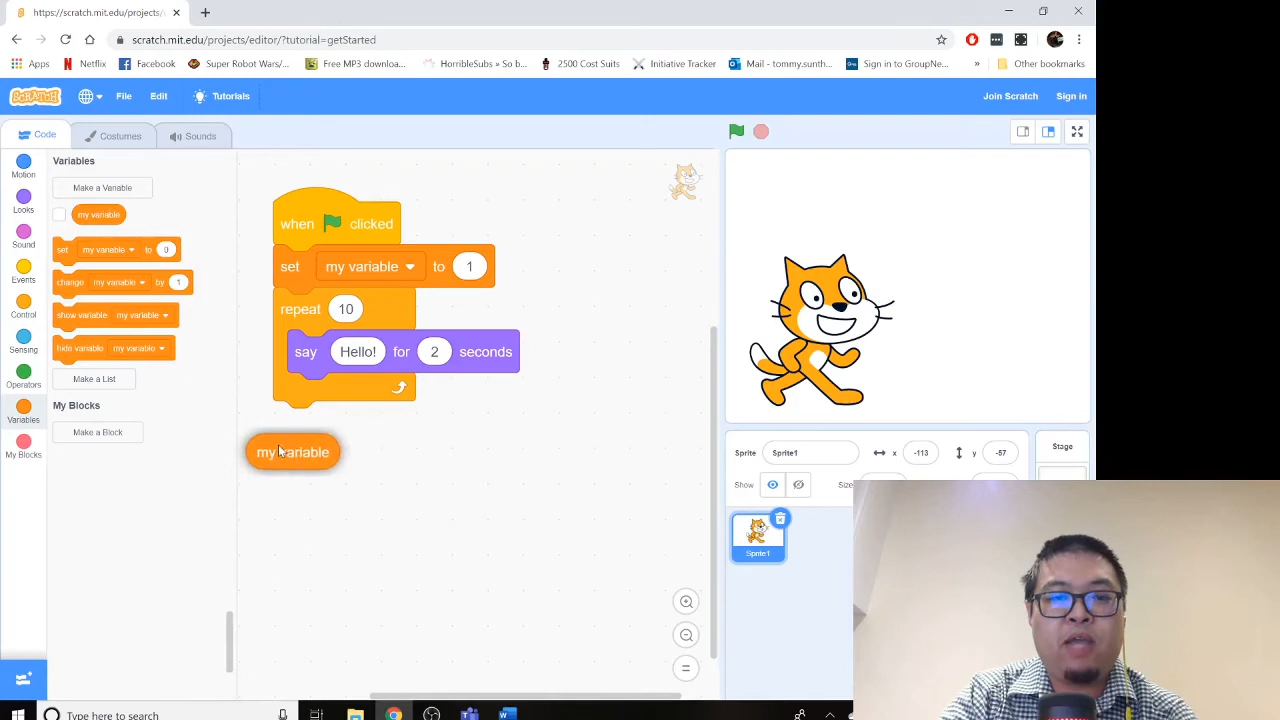 https://scratch.mit.edu/projects/e
scratch.mit.edu/projects/editor/?tutorial=getStarted
Apps Netflix Facebook Super Robot Wars/... Free MP3 downloa... HorribleSubs » So b... 2500 Cost Suits Initiative Tracker Mail - tommy.sunth... Sign in to GroupNe... » Other bookmarks
SCRATCH File Edit Tutorials Join Scratch Sign in
Code Costumes Sounds
Motion
Looks
Sound
Events
Control
Sensing
Operators
Variables
My Blocks
Variables
Make a Variable
my variable
set my variable to 0
change my variable by 1
show variable my variable
hide variable my variable
Make a List
My Blocks
Make a Block
when clicked
set my variable to 1
repeat 10
say Hello! for 2 seconds
my variable
Sprite Sprite1 x -113 y -57
Show Size
Sprite1
Stage
Type here to search